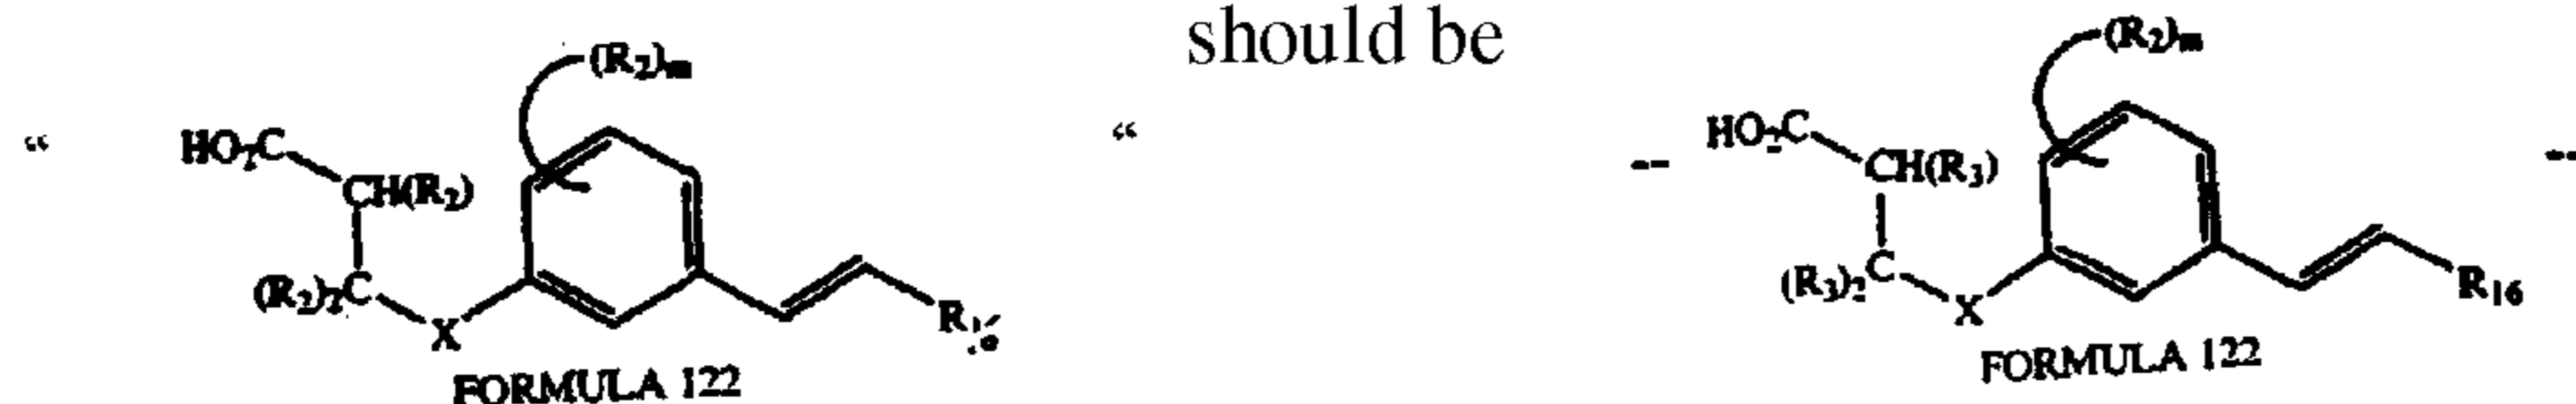 should be
“
(R₂)ₘ
HO₂C
CH(R₂)
(R₂)₂C
X
FORMULA 122
“
--
(R₂)ₘ
HO₂C
CH(R₃)
(R₃)₂C
X
R₁₆
FORMULA 122
--